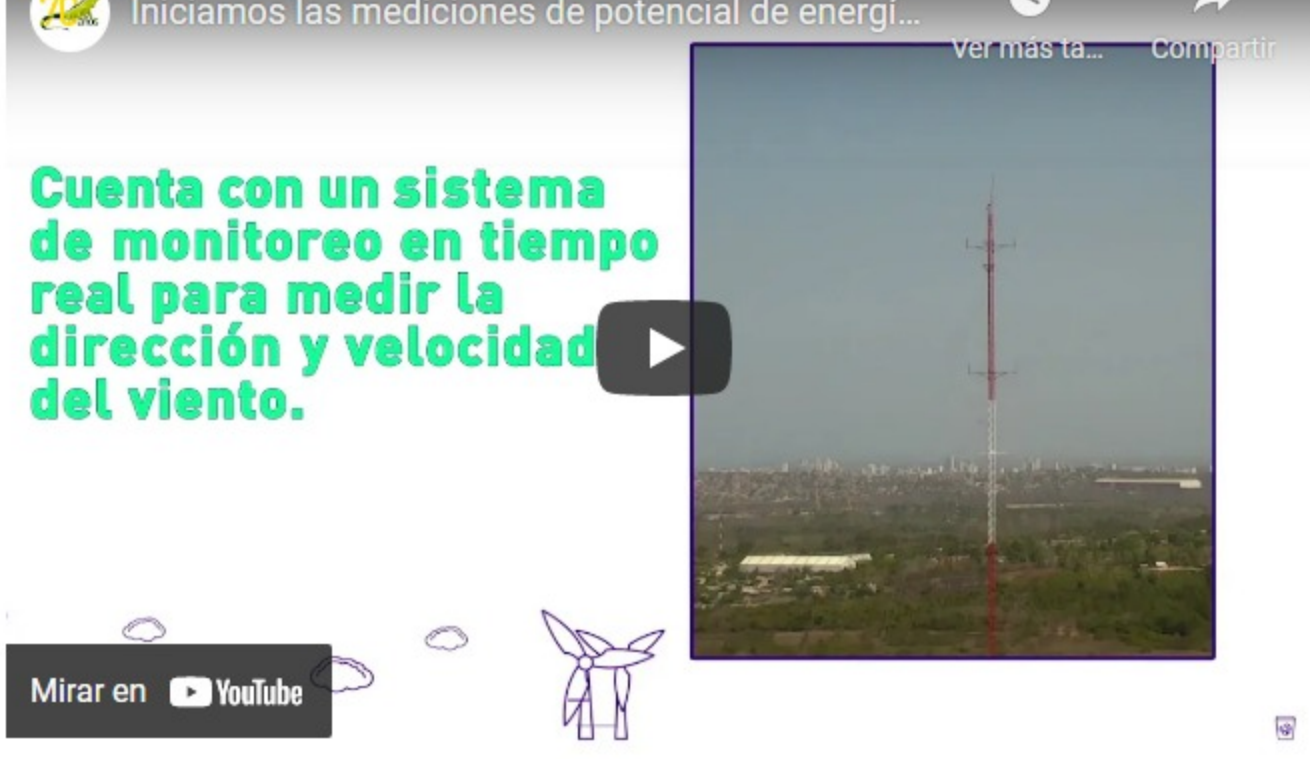 Iniciamos las mediciones de potencial de energí...
Ver más ta...
Compartir
Cuenta con un sistema
de monitoreo en tiempo
real para medir la
dirección y velocidad
del viento.
Mirar en YouTube